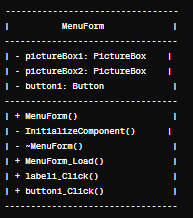 --------------------------------
|          MenuForm            |
--------------------------------
| - pictureBox1: PictureBox    |
| - pictureBox2: PictureBox    |
| - button1: Button            |
--------------------------------
| + MenuForm()                 |
| - InitializeComponent()      |
| - ~MenuForm()                |
| + MenuForm_Load()            |
| + label1_Click()             |
| + button1_Click()            |
--------------------------------